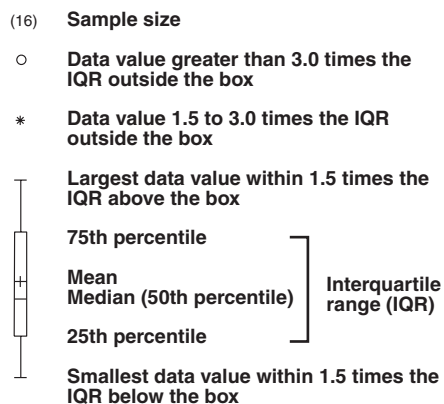 (16) Sample size
Data value greater than 3.0 times the
IQR outside the box
Data value 1.5 to 3.0 times the IQR
outside the box
Largest data value within 1.5 times the
IQR above the box
75th percentile
Mean
Median (50th percentile)
Interquartile
range (IQR)
25th percentile
Smallest data value within 1.5 times the
IQR below the box